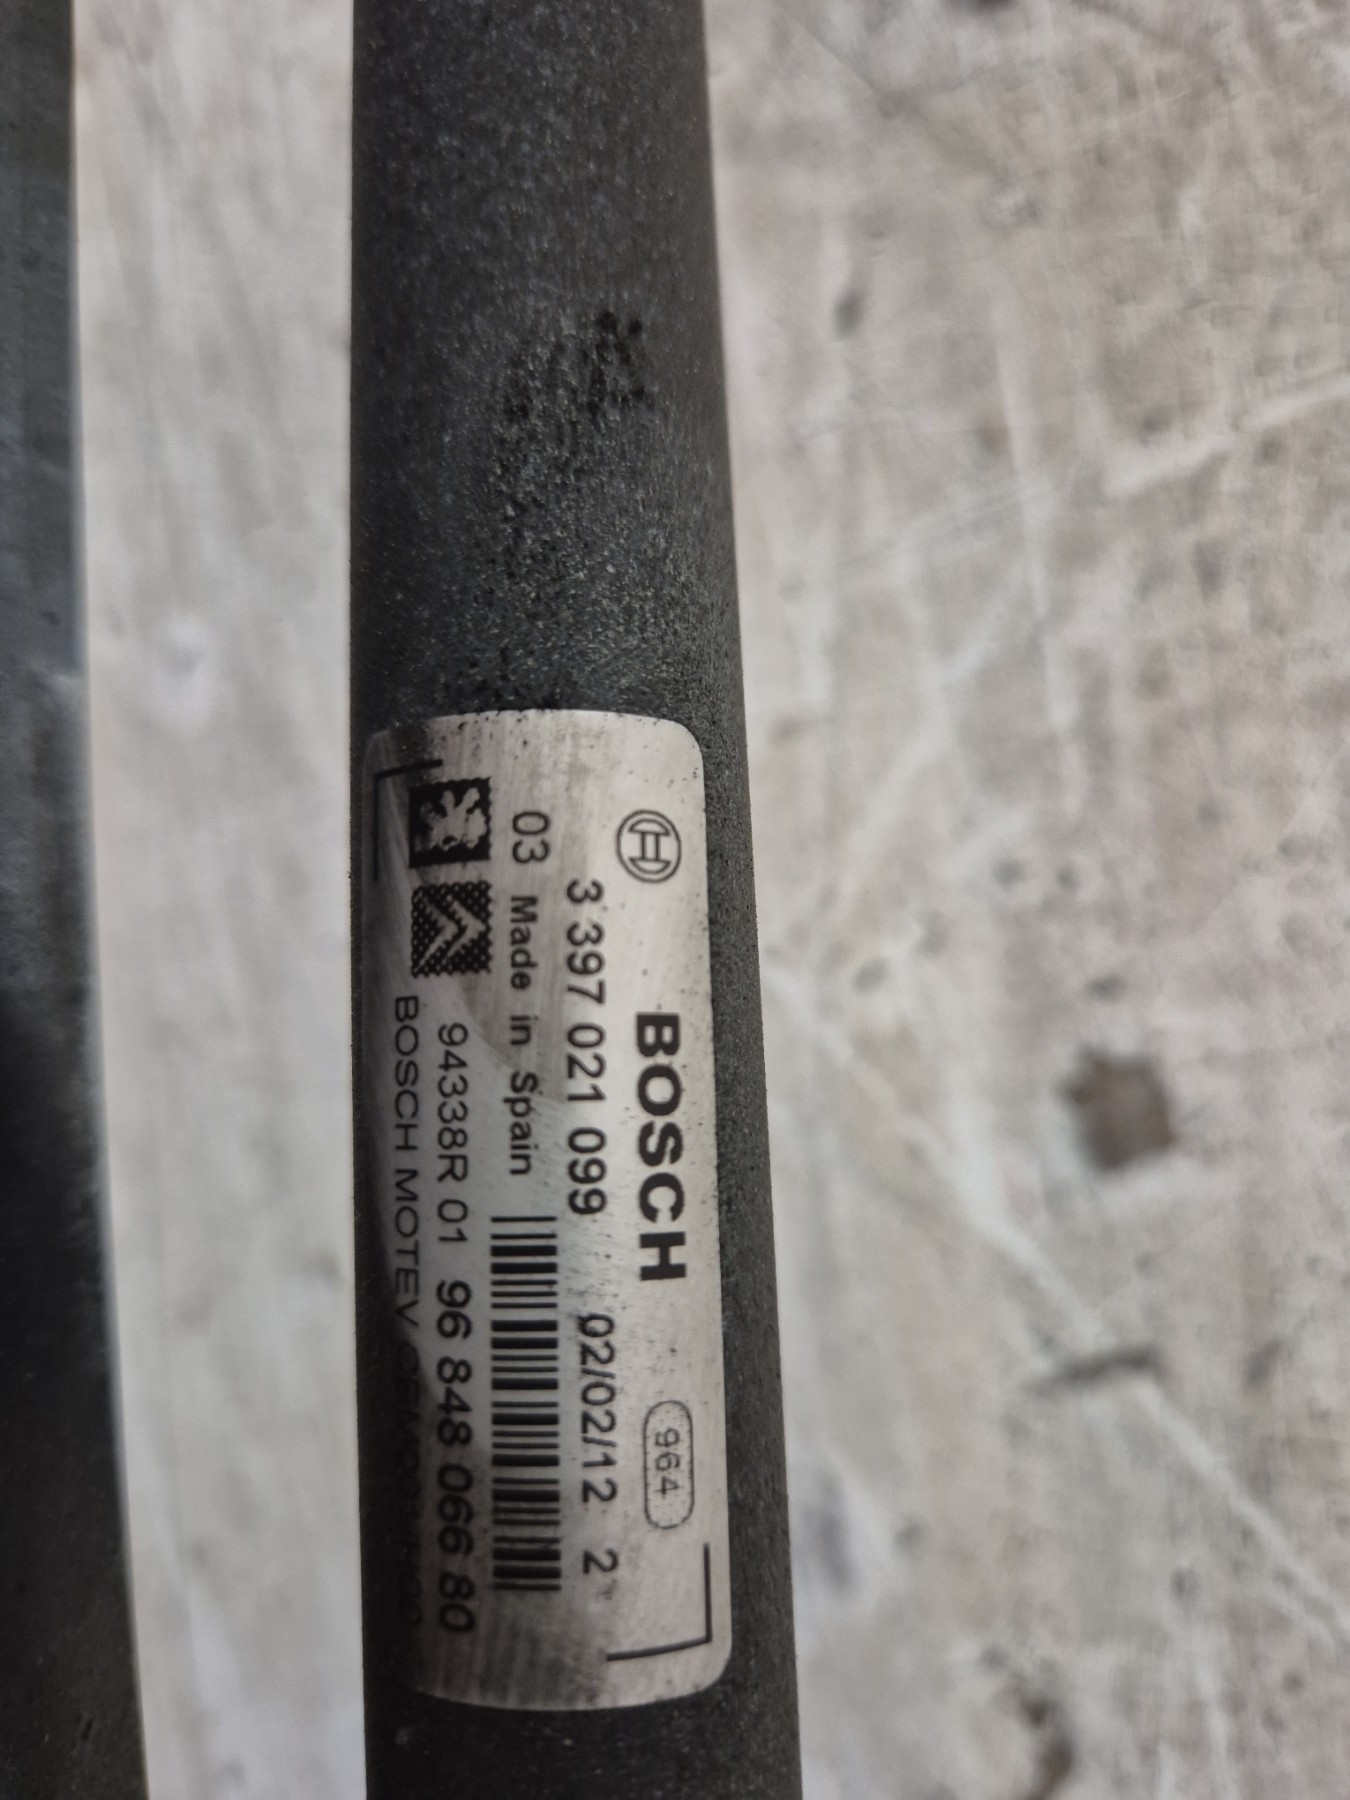 BOSCH 964
3 397 021 099 02/02/12 2
03 Made in Spain
94338R 01 96 848 066 80
BOSCH MOTEV